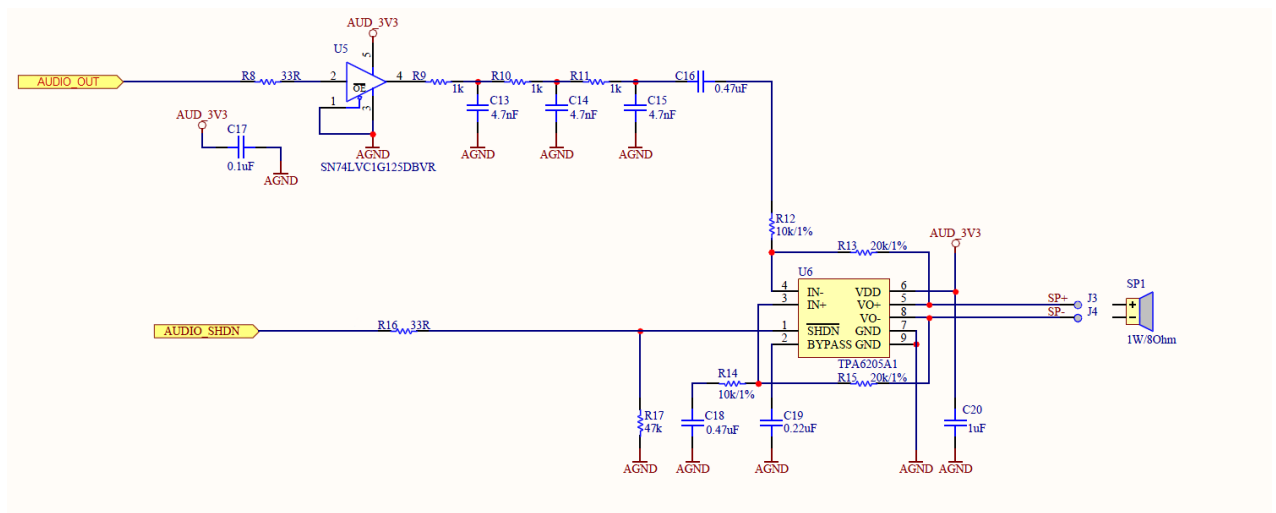 AUD_3V3
U5
5
AUDIO_OUT
R8
33R
2
OE
4
R9
1k
R10
1k
R11
1k
C16
0.47uF
1
3
C13
4.7nF
C14
4.7nF
C15
4.7nF
AUD_3V3
C17
0.1uF
AGND
AGND
SN74LVC1G125DBVR
AGND
AGND
AGND
R12
10k/1%
R13
20k/1%
AUD_3V3
U6
4
IN-
VDD
6
3
IN+
VO+
5
VO-
8
1
SHDN
GND
7
2
BYPASS
GND
9
TPA6205A1
SP+
J3
SP-
J4
SP1
1W/8Ohm
AUDIO_SHDN
R16
33R
R14
10k/1%
R15
20k/1%
R17
47k
C18
0.47uF
C19
0.22uF
C20
1uF
AGND
AGND
AGND
AGND
AGND